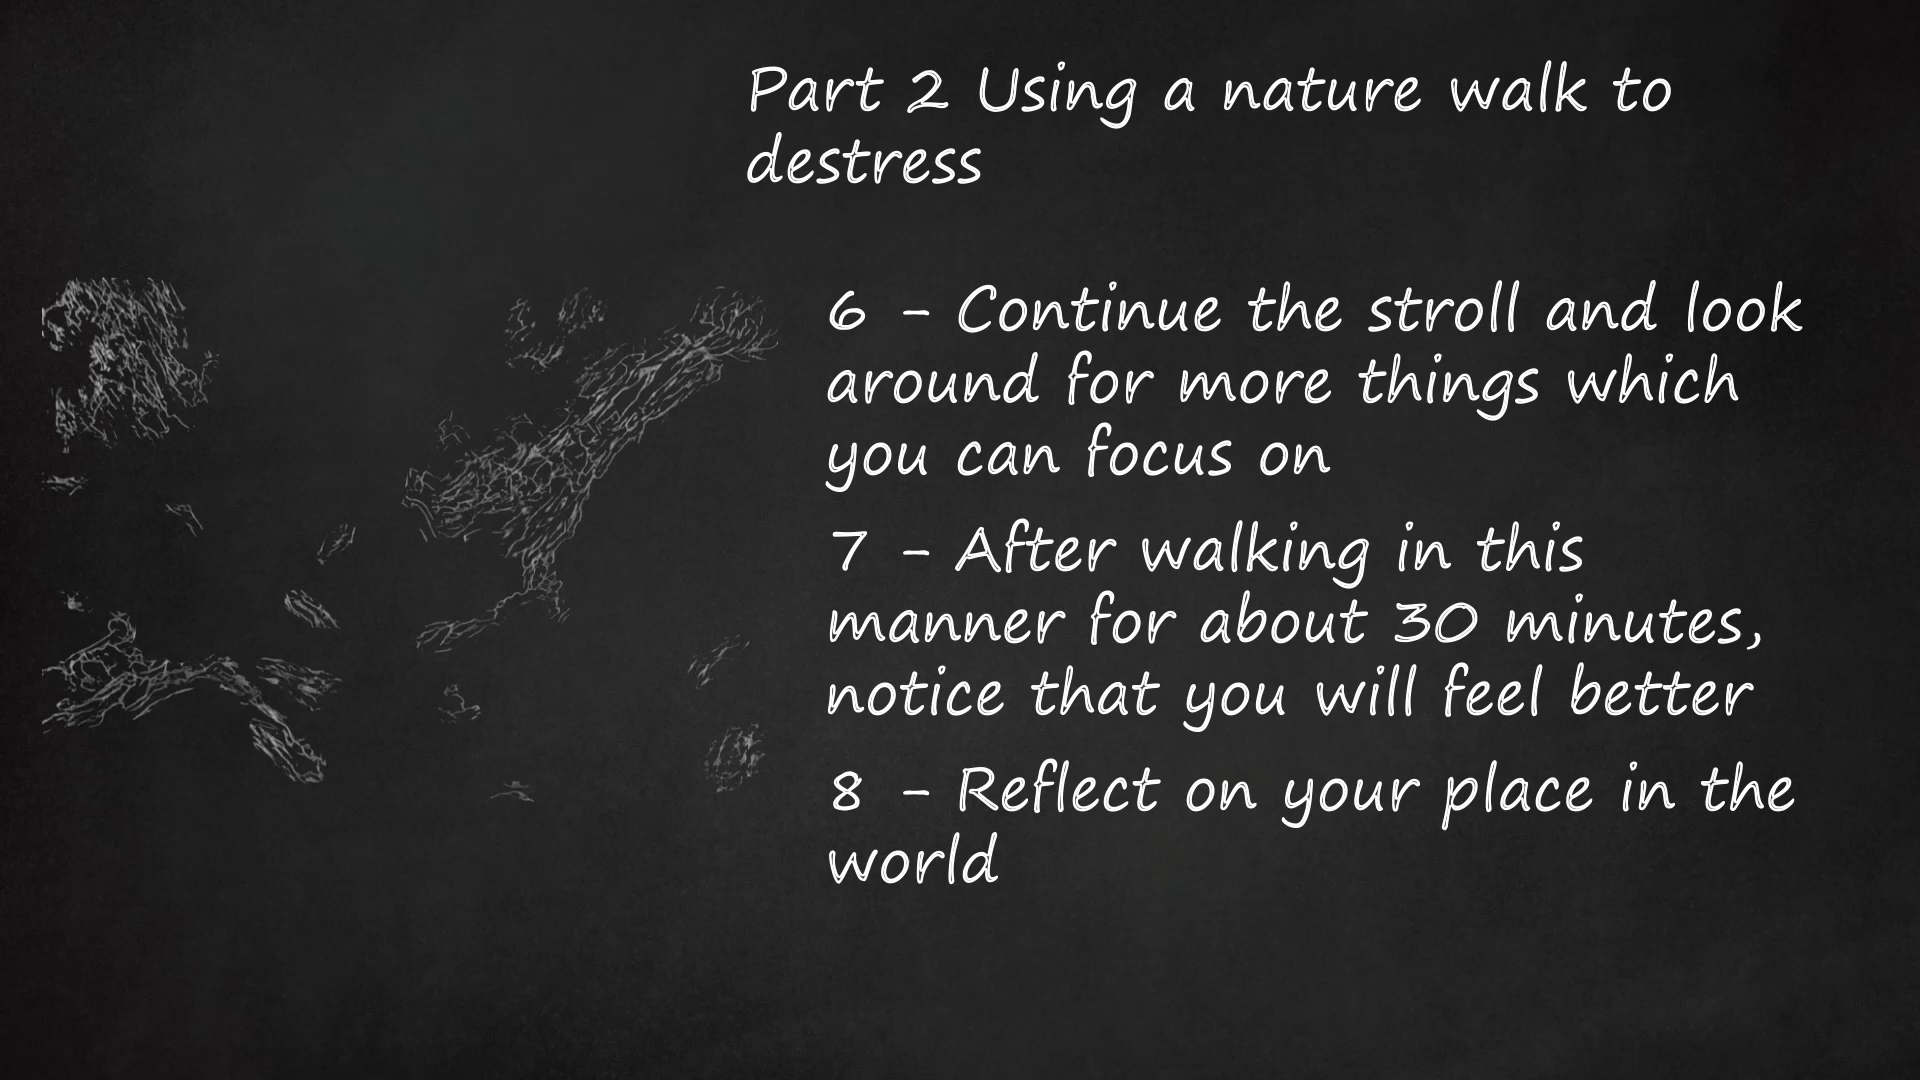 Part 2 Using a nature walk to
destress
6 - Continue the stroll and look
around for more things which
you can focus on
7 - After walking in this
manner for about 30 minutes,
notice that you will feel better
8 - Reflect on your place in the
world